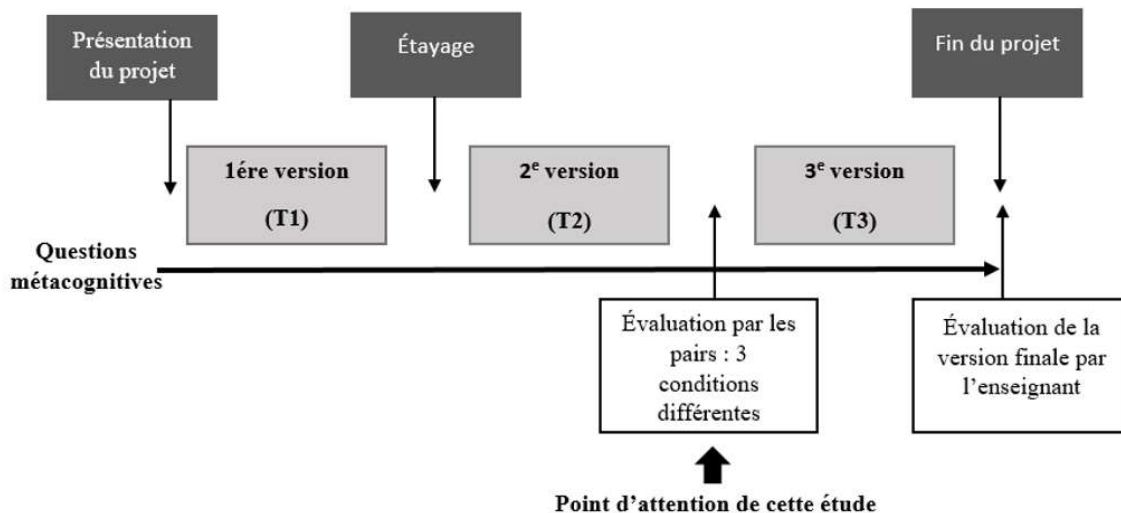 Présentation
du projet
Étayage
Fin du projet
1ére version
(T1)
2e version
(T2)
3e version
(T3)
Questions
métacognitives
Évaluation par les
pairs : 3
conditions
différentes
Évaluation de la
version finale par
l’enseignant
Point d’attention de cette étude